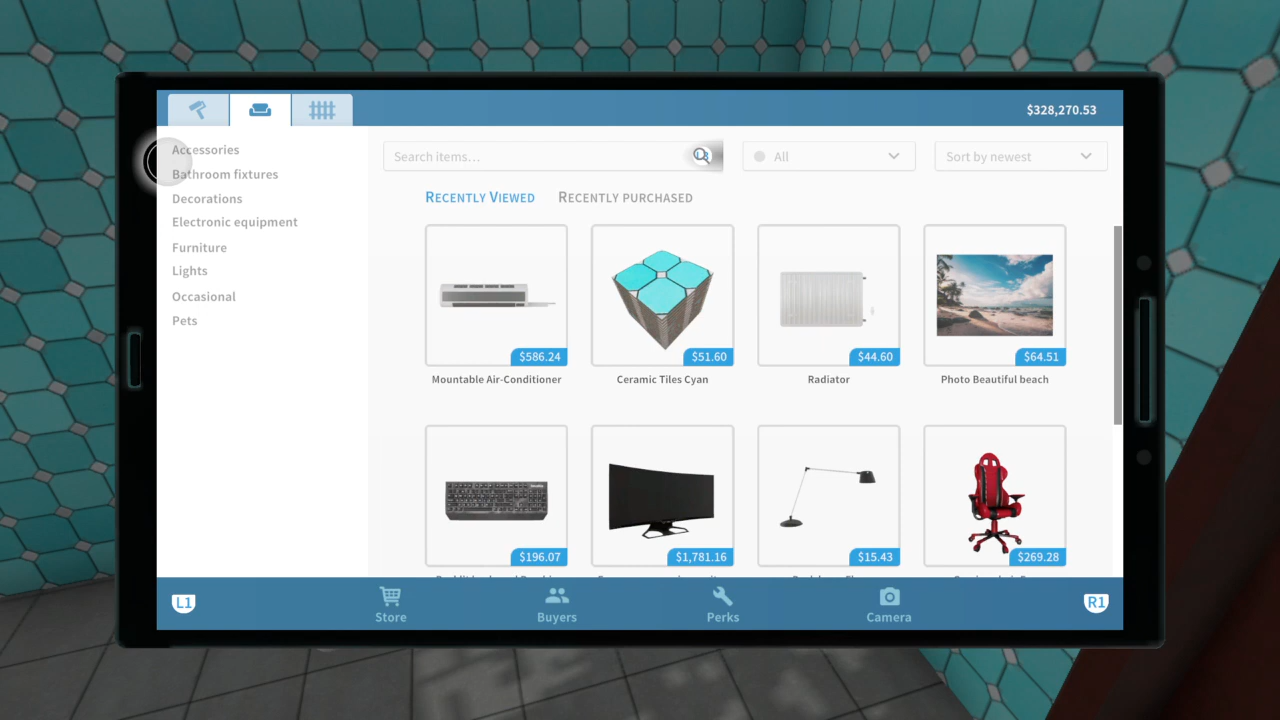 $328,270.53
Accessories
Bathroom fixtures
Decorations
Electronic equipment
Furniture
Lights
Occasional
Pets
Search items...
All
Sort by newest
RECENTLY VIEWED
RECENTLY PURCHASED
$586.24
$51.60
$44.60
$64.51
Mountable Air-Conditioner
Ceramic Tiles Cyan
Radiator
Photo Beautiful beach
$196.07
$1,781.16
$15.43
$269.28
L1
Store
Buyers
Perks
Camera
R1